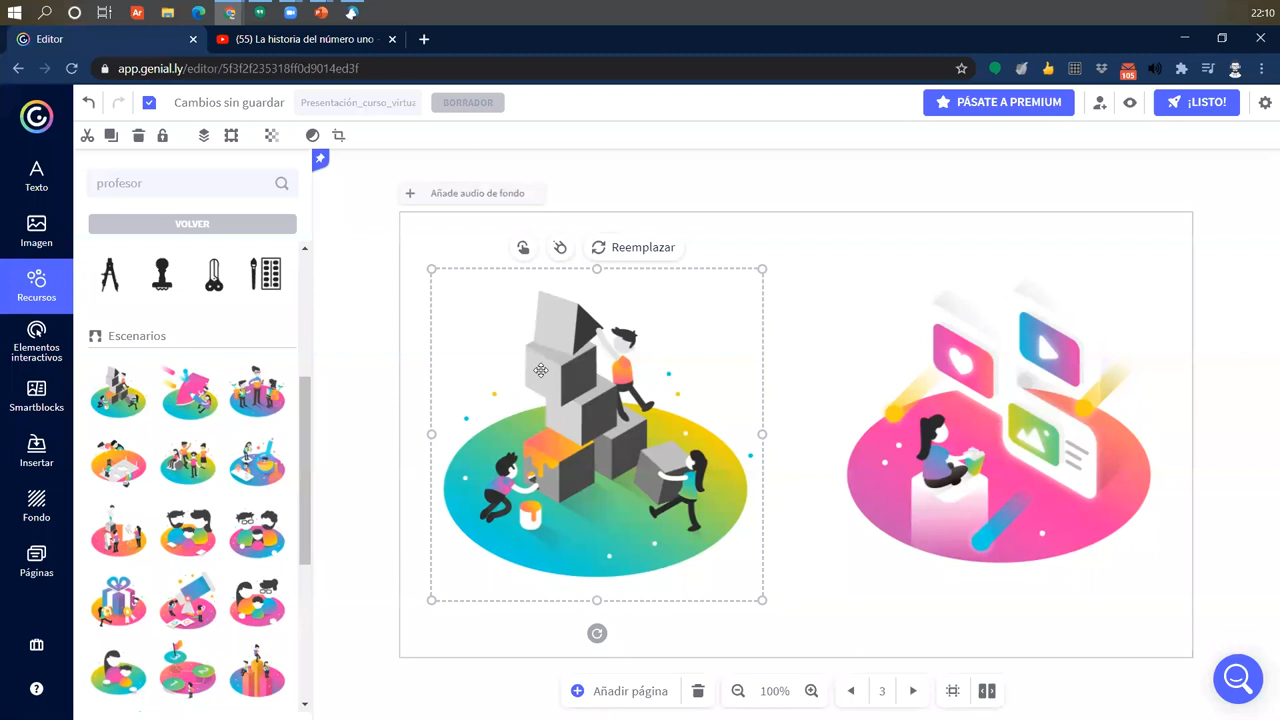 22:10
Editor
(55) La historia del número uno -
app.genial.ly/editor/5f3f2f235318ff0d9014ed3f
105
Cambios sin guardar
Presentación_curso_virtua
BORRADOR
PÁSATE A PREMIUM
¡LISTO!
Texto
Imagen
Recursos
Elementos
interactivos
Smartblocks
Insertar
Fondo
Páginas
profesor
VOLVER
Escenarios
Añade audio de fondo
Reemplazar
Añadir página
100%
3